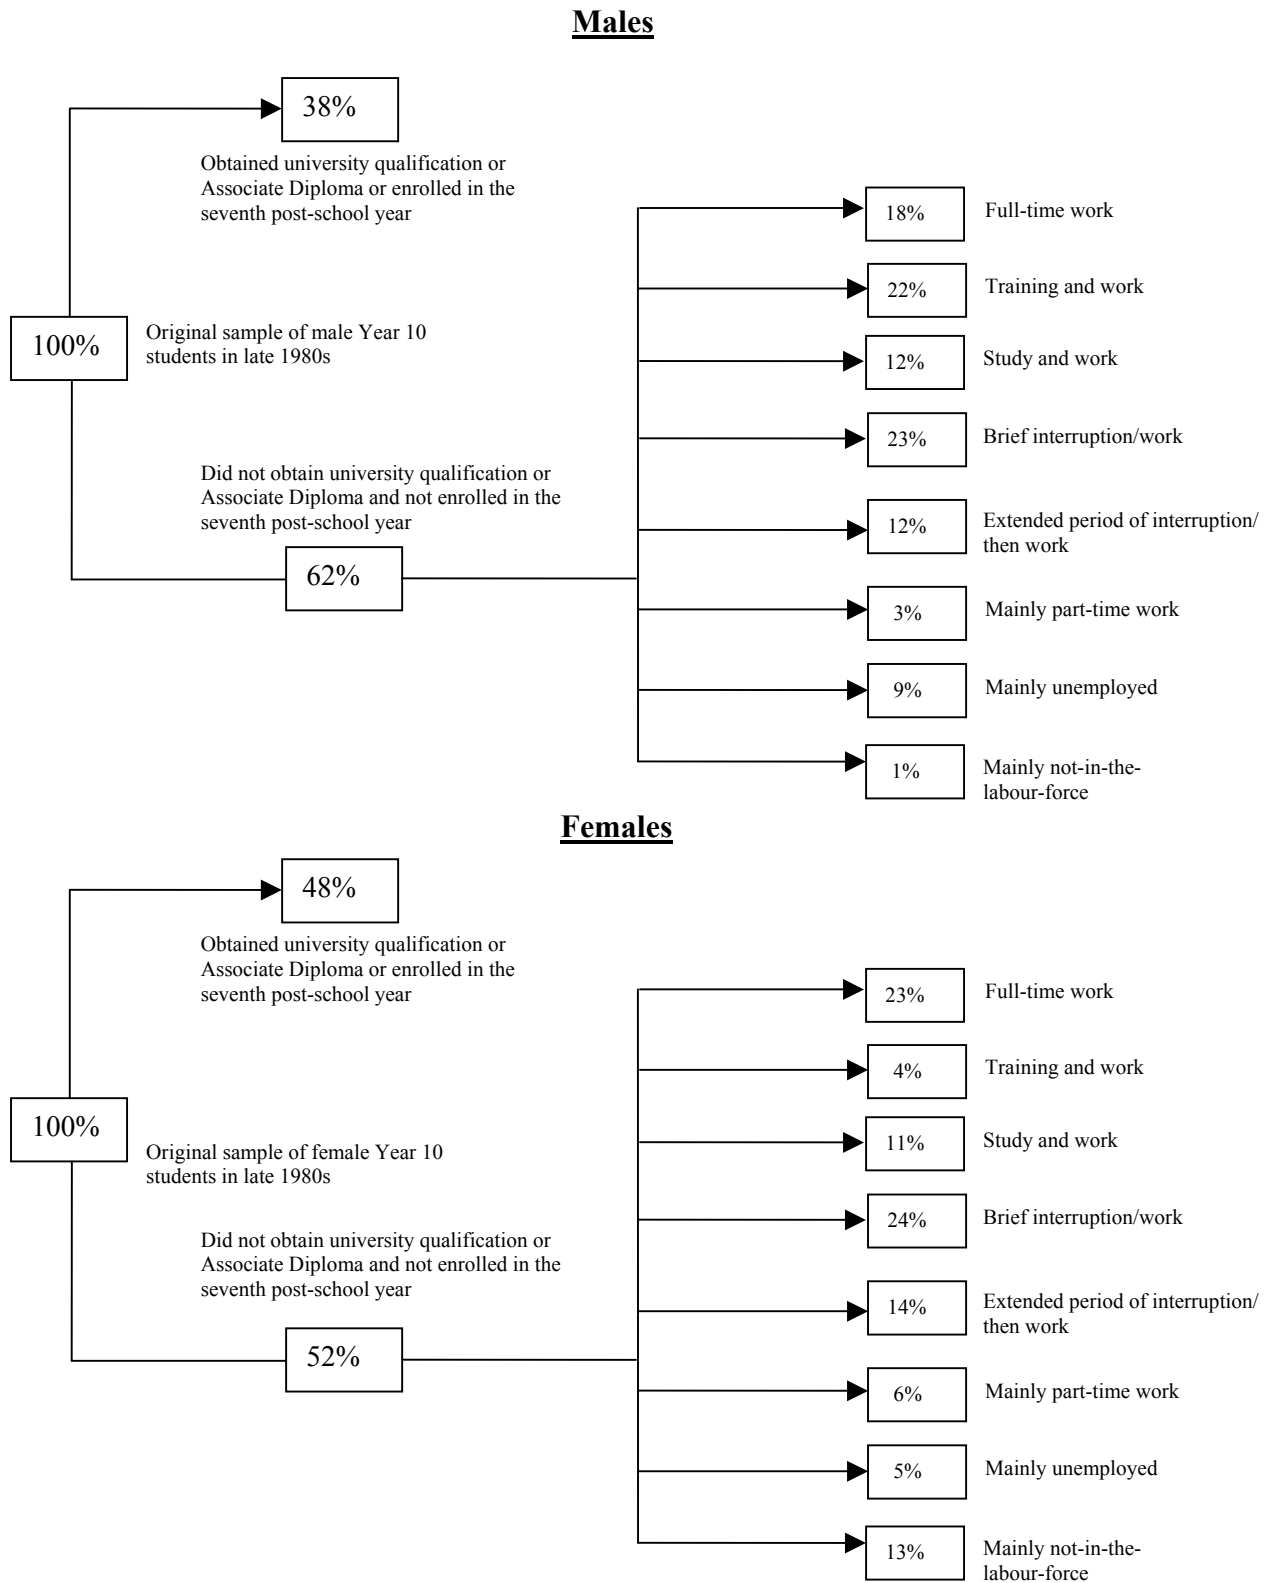 Males
38%
Obtained university qualification or
Associate Diploma or enrolled in the
seventh post-school year
18%
Full-time work
22%
Training and work
100%
Original sample of male Year 10
students in late 1980s
12%
Study and work
23%
Brief interruption/work
Did not obtain university qualification or
Associate Diploma and not enrolled in the
seventh post-school year
62%
12%
Extended period of interruption/
then work
3%
Mainly part-time work
9%
Mainly unemployed
1%
Mainly not-in-the-
labour-force
Females
48%
Obtained university qualification or
Associate Diploma or enrolled in the
seventh post-school year
23%
Full-time work
4%
Training and work
100%
Original sample of female Year 10
students in late 1980s
11%
Study and work
24%
Brief interruption/work
Did not obtain university qualification or
Associate Diploma and not enrolled in the
seventh post-school year
52%
14%
Extended period of interruption/
then work
6%
Mainly part-time work
5%
Mainly unemployed
13%
Mainly not-in-the-
labour-force